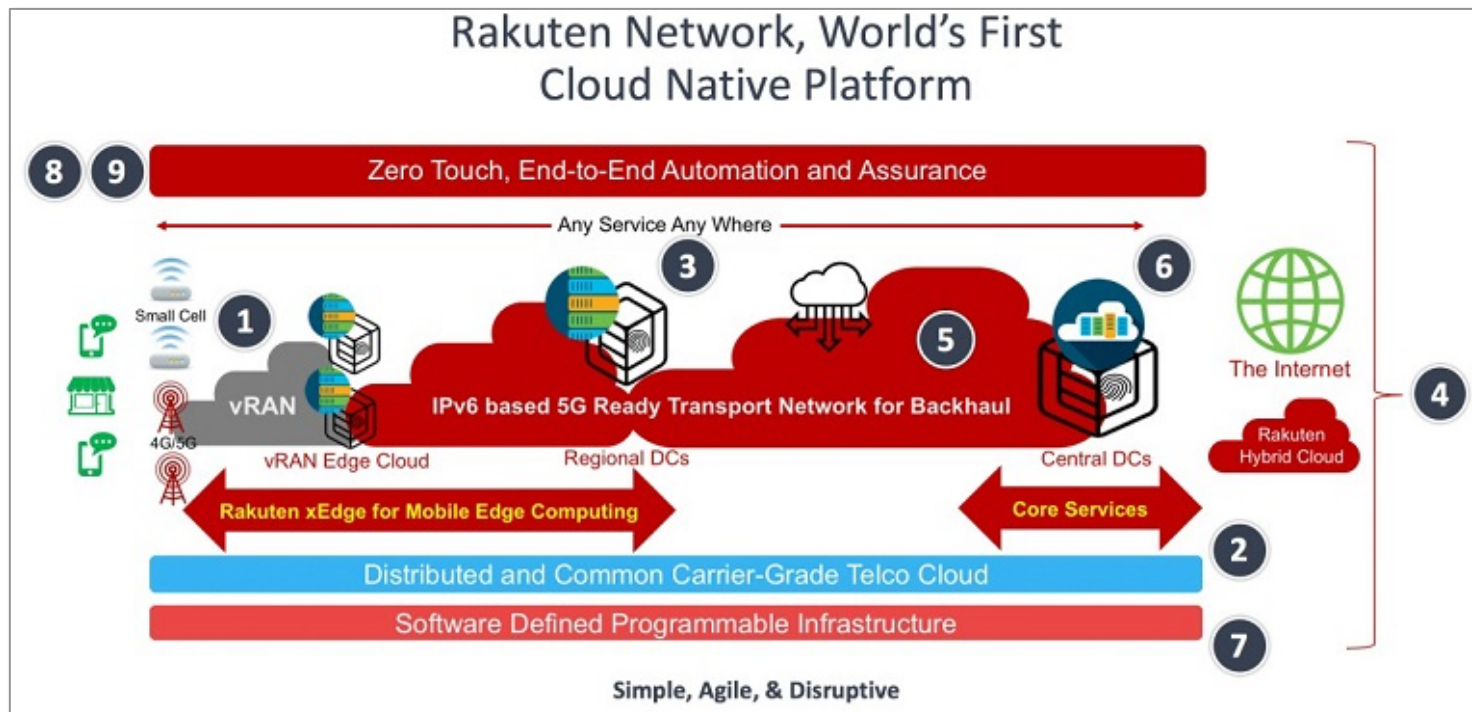 Rakuten Network, World's First
Cloud Native Platform
8 9 Zero Touch, End-to-End Automation and Assurance
Any Service Any Where
3
6
Small Cell
1
5
The Internet
4
vRAN
IPv6 based 5G Ready Transport Network for Backhaul
Rakuten
Hybrid Cloud
4G/5G
vRAN Edge Cloud
Regional DCs
Central DCs
Rakuten xEdge for Mobile Edge Computing
Core Services
2
Distributed and Common Carrier-Grade Telco Cloud
Software Defined Programmable Infrastructure
7
Simple, Agile, & Disruptive